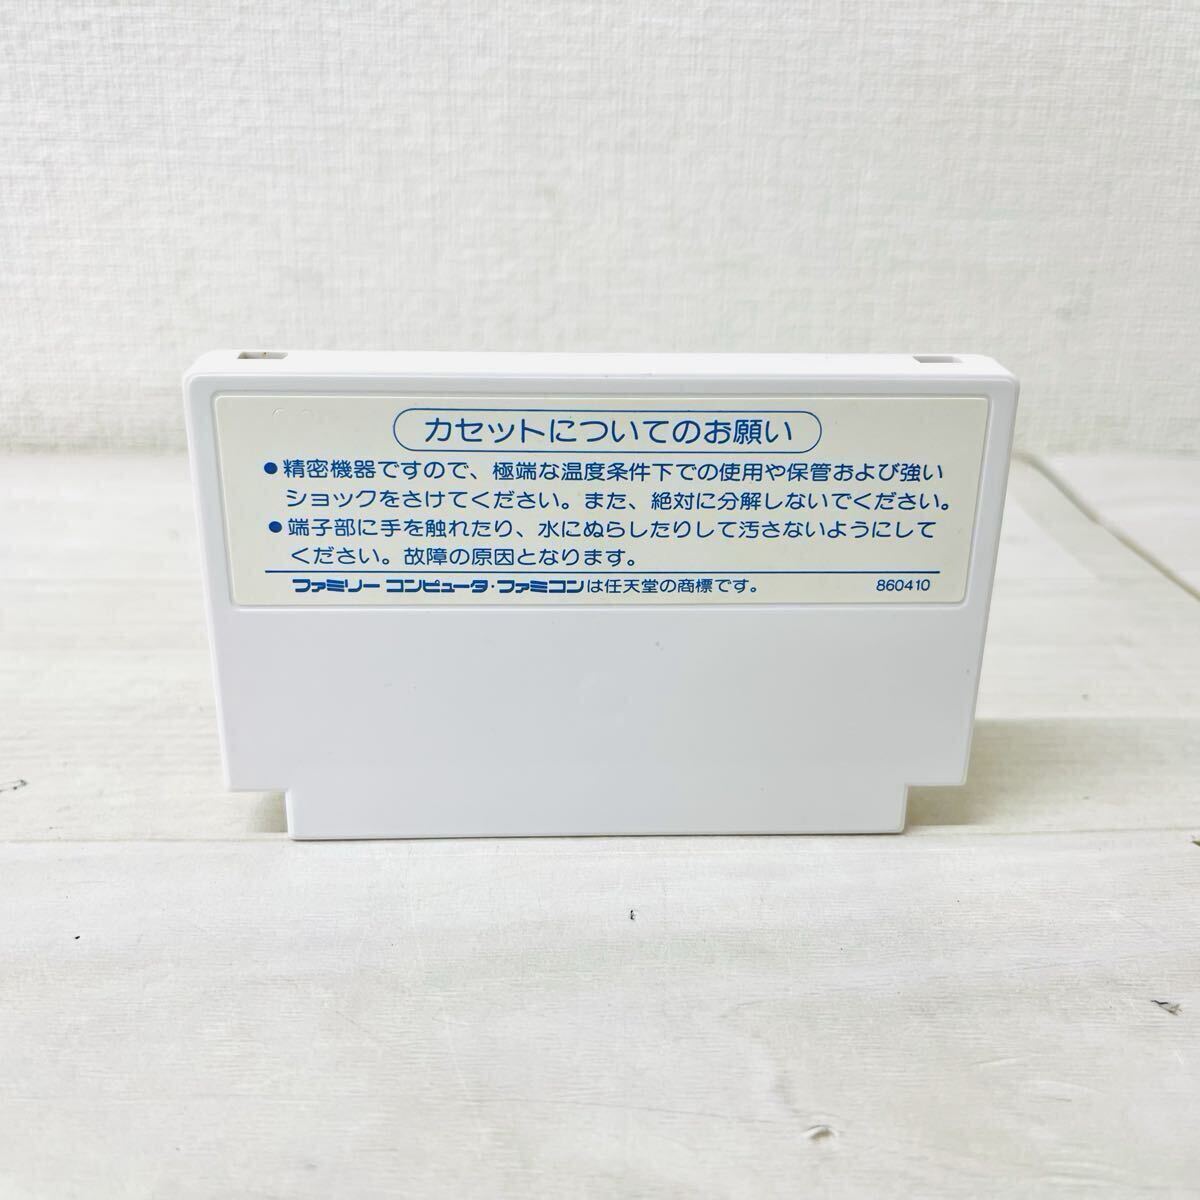 カセットについてのお願い
●精密機器ですので、極端な温度条件下での使用や保管および強い
ショックをさけてください。また、絶対に分解しないでください。
●端子部に手を触れたり、水にぬらしたりして汚さないようにして
ください。故障の原因となります。
ファミリー コンピュータ・ファミコンは任天堂の商標です。 860410